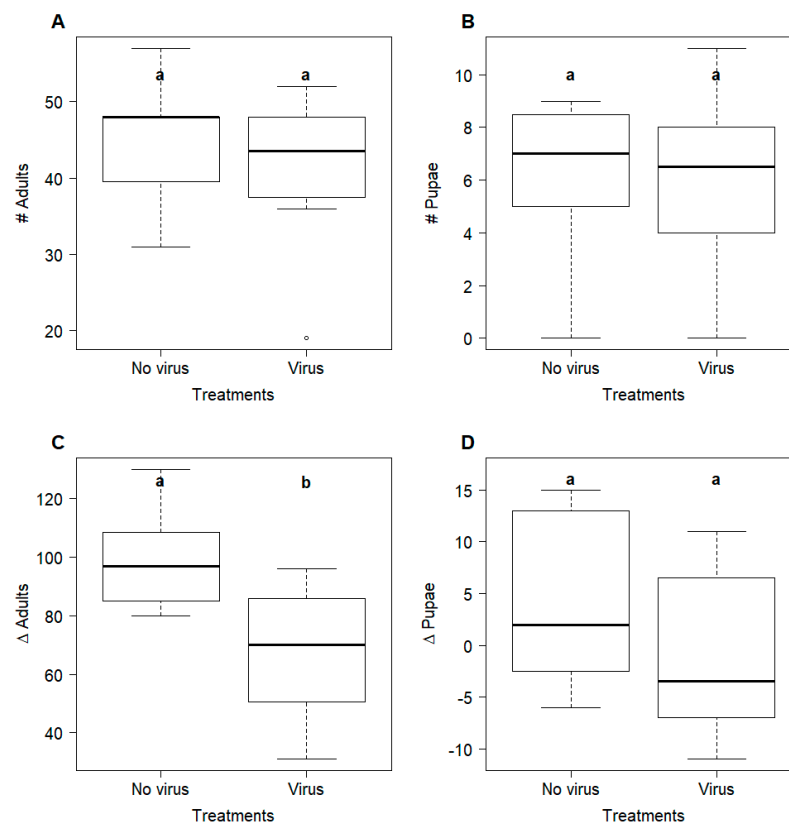 A
# Adults
50
40
30
20
a
a
No virus
Virus
Treatments
B
# Pupae
10
8
6
4
2
0
a
a
No virus
Virus
Treatments
C
Δ Adults
120
100
80
60
40
a
b
No virus
Virus
Treatments
D
Δ Pupae
15
10
5
0
-5
-10
a
a
No virus
Virus
Treatments